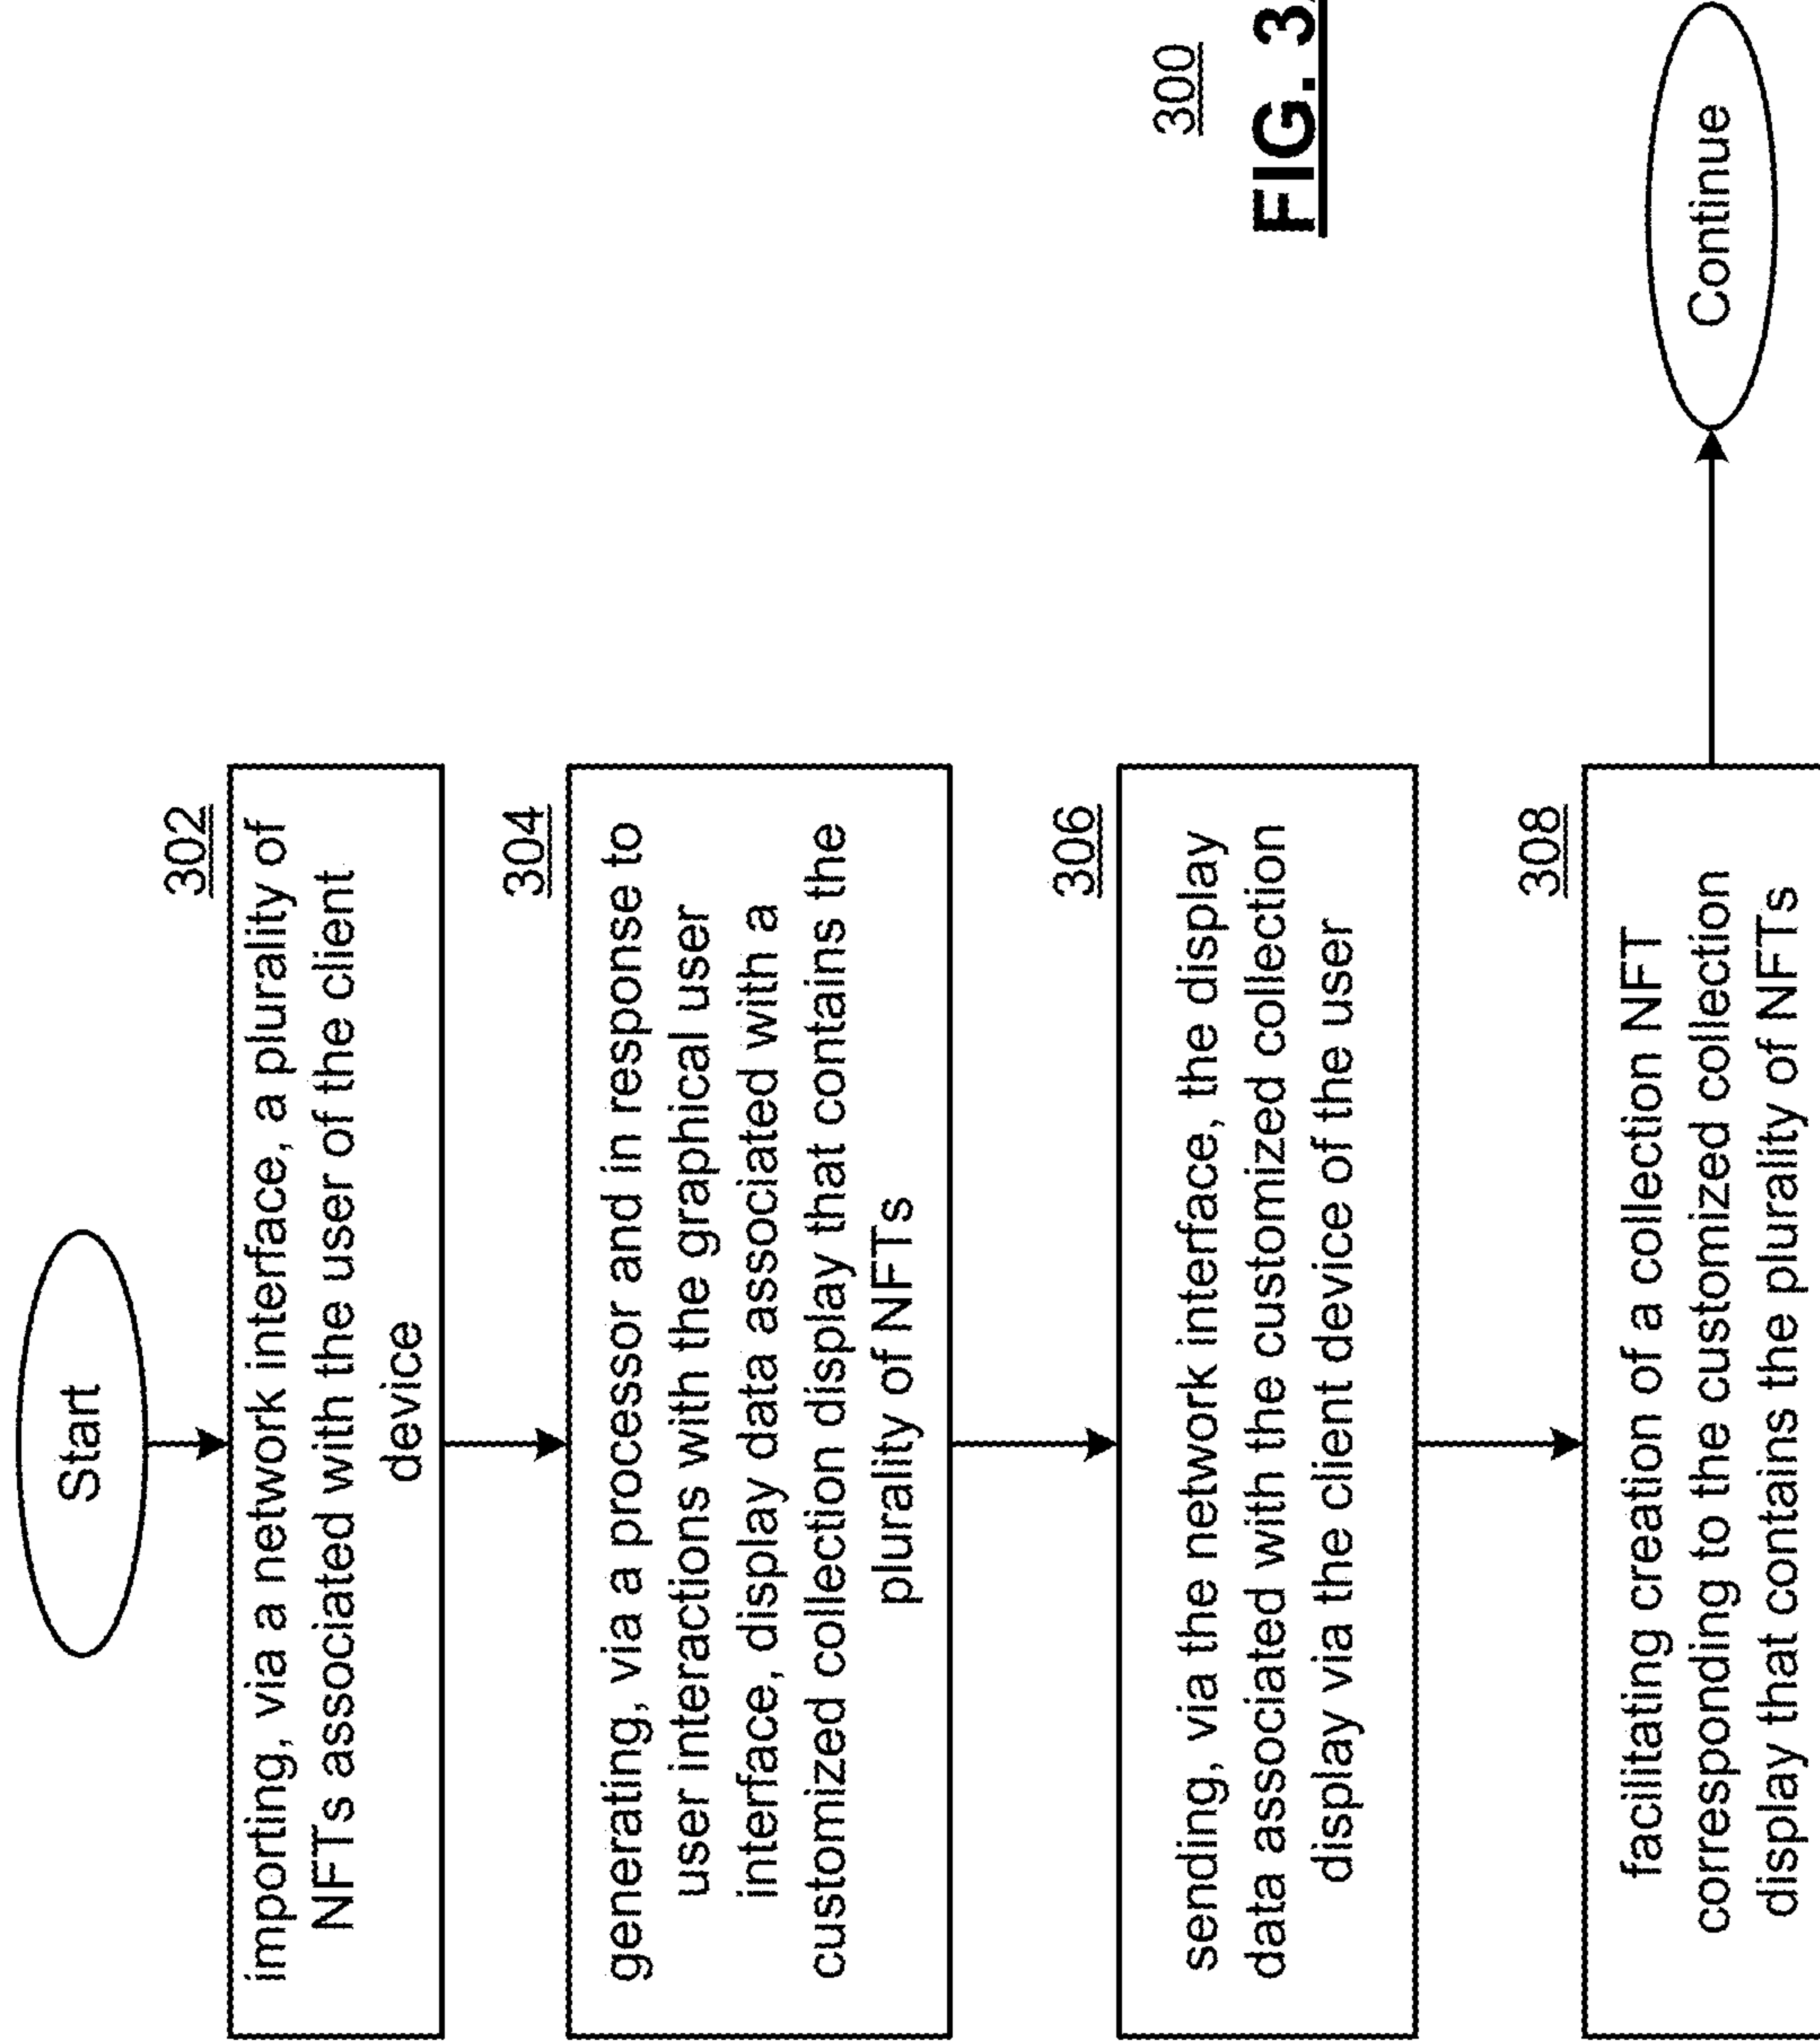 Start
302
importing, via a network interface, a plurality of
NFTs associated with the user of the client
device
304
generating, via a processor and in response to
user interactions with the graphical user
interface, display data associated with a
customized collection display that contains the
plurality of NFTs
306
sending, via the network interface, the display
data associated with the customized collection
display via the client device of the user
308
facilitating creation of a collection NFT
corresponding to the customized collection
display that contains the plurality of NFTs
Continue
300
FIG. 3